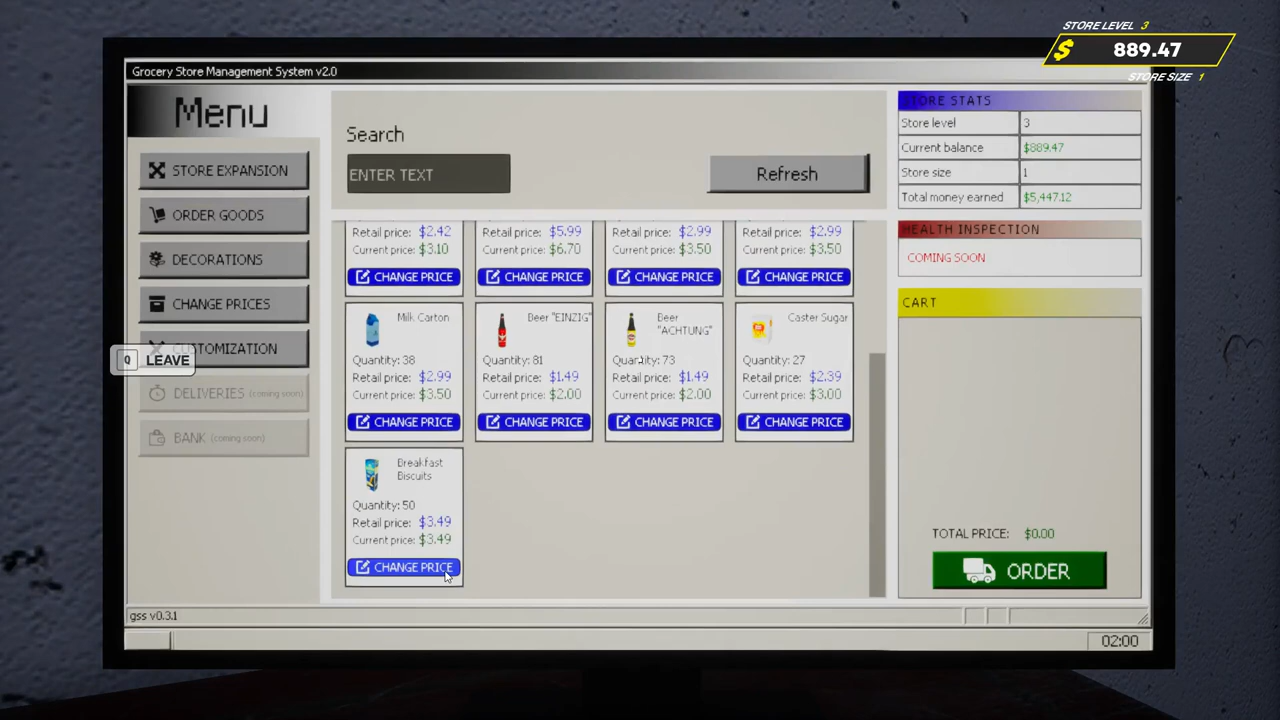 STORE LEVEL 3
$ 889.47
STORE SIZE 1
Grocery Store Management System v2.0
Menu
STORE EXPANSION
ORDER GOODS
DECORATIONS
CHANGE PRICES
CUSTOMIZATION
Q LEAVE
DELIVERIES (coming soon)
BANK (coming soon)
Search
ENTER TEXT
Refresh
Retail price: $2.42
Current price: $3.10
CHANGE PRICE
Retail price: $5.99
Current price: $6.70
CHANGE PRICE
Retail price: $2.99
Current price: $3.50
CHANGE PRICE
Retail price: $2.99
Current price: $3.50
CHANGE PRICE
Milk Carton
Quantity: 38
Retail price: $2.99
Current price: $3.50
CHANGE PRICE
Beer "EINZIG"
Quantity: 81
Retail price: $1.49
Current price: $2.00
CHANGE PRICE
Beer
"ACHTUNG"
Quantity: 73
Retail price: $1.49
Current price: $2.00
CHANGE PRICE
Caster Sugar
Quantity: 27
Retail price: $2.39
Current price: $3.00
CHANGE PRICE
Breakfast
Biscuits
Quantity: 50
Retail price: $3.49
Current price: $3.49
CHANGE PRICE
STORE STATS
Store level 3
Current balance $889.47
Store size 1
Total money earned $5,447.12
HEALTH INSPECTION
COMING SOON
CART
TOTAL PRICE: $0.00
ORDER
gss v0.3.1
02:00